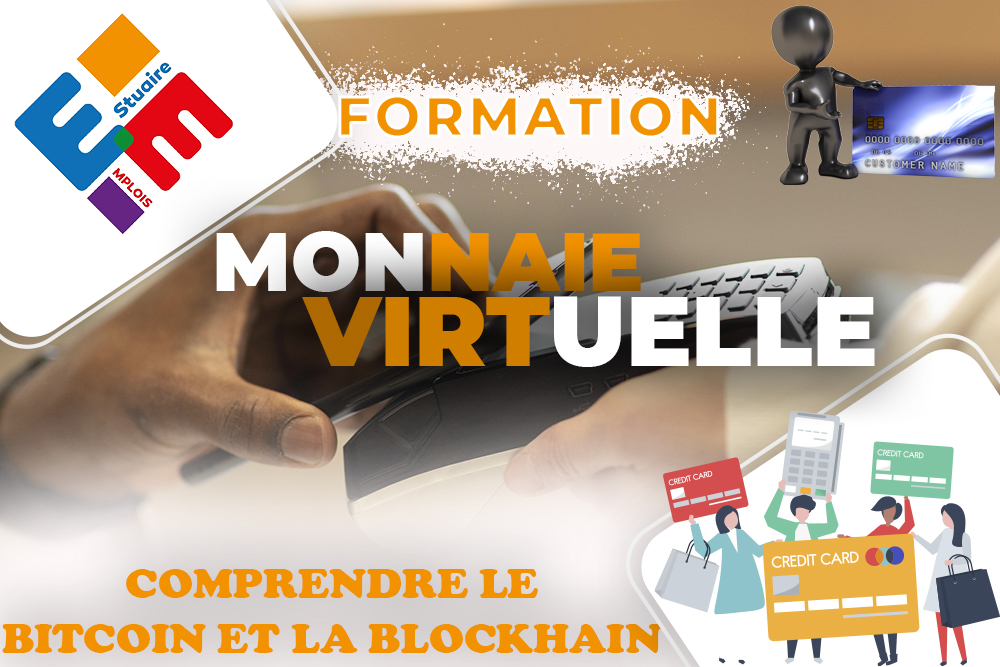 Stuaire
MPLOIS
FORMATION
0000 0000 0000 0000
CUSTOMER NAME
MONNAIE
VIRTUELLE
CREDIT CARD
CREDIT CARD
CREDIT CARD
COMPRENDRE LE
BITCOIN ET LA BLOCKHAIN